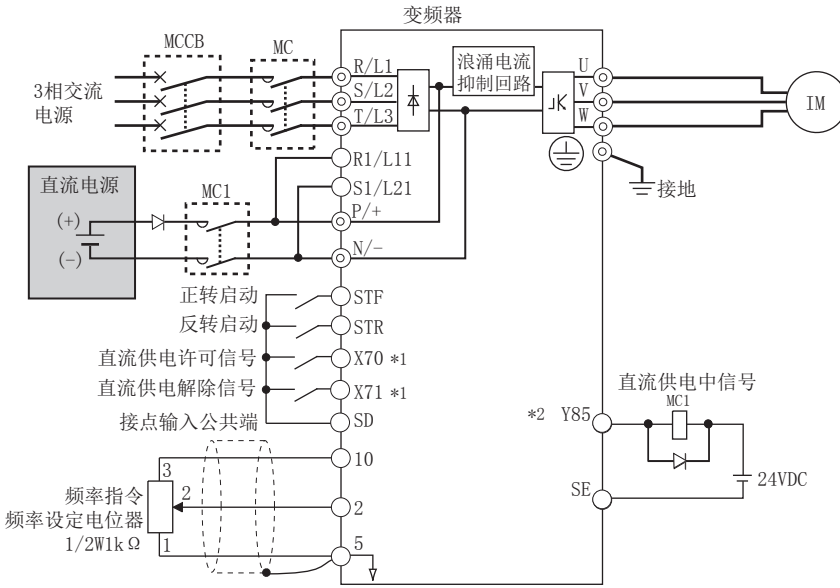 变频器
MCCB
MC
3相交流
电源
R/L1
S/L2
T/L3
浪涌电流
抑制回路
U
V
W
IM
接地
R1/L11
S1/L21
直流电源
(+)
(-)
MC1
P/+
N/-
正转启动
STF
反转启动
STR
直流供电许可信号
X70 *1
直流供电解除信号
X71 *1
接点输入公共端
SD
直流供电中信号
MC1
*2 Y85
24VDC
SE
频率指令
频率设定电位器
1/2W1kΩ
3
2
1
10
2
5